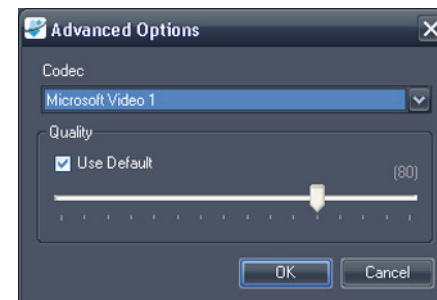 Advanced Options
Codec
Microsoft Video 1
Quality
Use Default
(80)
OK
Cancel